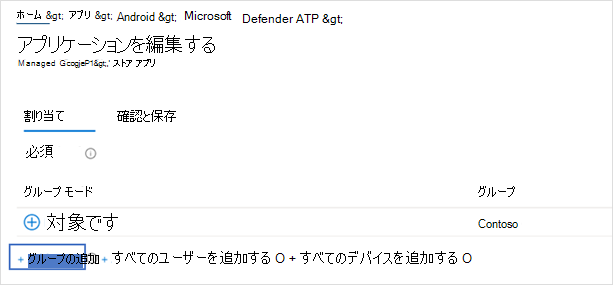 ホーム &gt; アプリ &gt; Android &gt; Microsoft Defender ATP &gt;
アプリケーションを編集する
Managed GcogjeP1&gt;' ストア アプリ
割り当て 確認と保存
必須
グループ モード グループ
対象です Contoso
+ グループの追加 + すべてのユーザーを追加する O + すべてのデバイスを追加する O